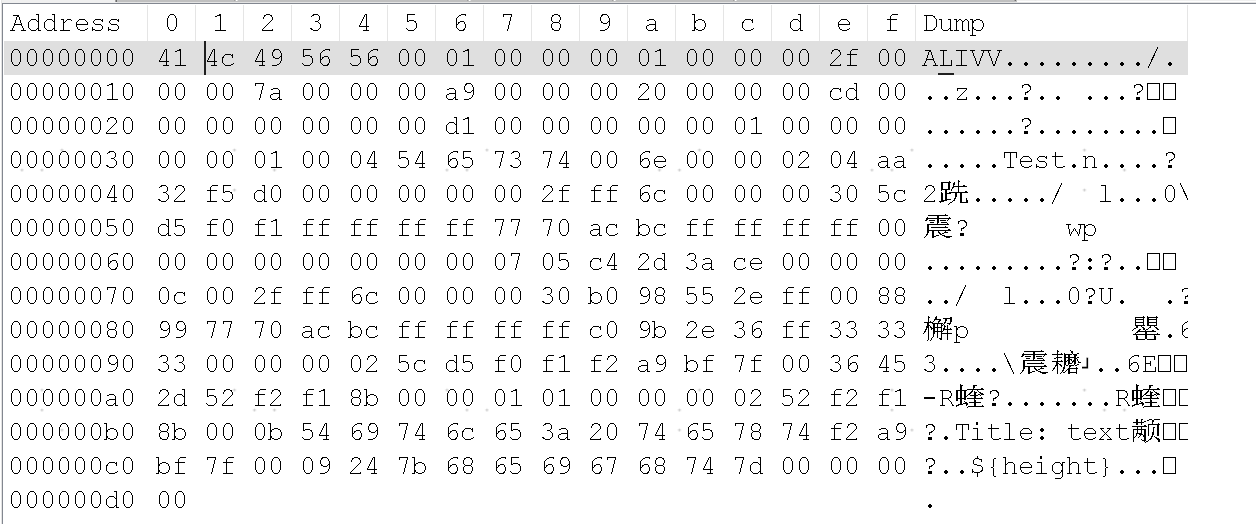 Address 0 1 2 3 4 5 6 7 8 9 a b c d e f Dump
00000000 41 4c 49 56 56 00 01 00 00 00 01 00 00 00 2f 00 ALIVV........./.
00000010 00 00 7a 00 00 00 a9 00 00 00 20 00 00 00 cd 00 ..z...?.. ...?□□
00000020 00 00 00 00 00 00 d1 00 00 00 00 00 01 00 00 00 ......?........□
00000030 00 00 01 00 04 54 65 73 74 00 6e 00 00 02 04 aa .....Test.n....?
00000040 32 f5 d0 00 00 00 00 00 2f ff 6c 00 00 00 30 5c 2跣...../ l...0\
00000050 d5 f0 f1 ff ff ff ff 77 70 ac bc ff ff ff ff 00 震? wp
00000060 00 00 00 00 00 00 00 07 05 c4 2d 3a ce 00 00 00 .........?:?..□□
00000070 0c 00 2f ff 6c 00 00 00 30 b0 98 55 2e ff 00 88 ../ l...0?U. .?
00000080 99 77 70 ac bc ff ff ff ff c0 9b 2e 36 ff 33 33 檞p 罌.6
00000090 33 00 00 00 02 5c d5 f0 f1 f2 a9 bf 7f 00 36 45 3....\震耱』..6E□□
000000a0 2d 52 f2 f1 8b 00 00 01 01 00 00 00 02 52 f2 f1 -R蝰?.......R蝰□□
000000b0 8b 00 0b 54 69 74 6c 65 3a 20 74 65 78 74 f2 a9 ?.Title: text颟□□
000000c0 bf 7f 00 09 24 7b 68 65 69 67 68 74 7d 00 00 00 ?..${height}...□
000000d0 00 .